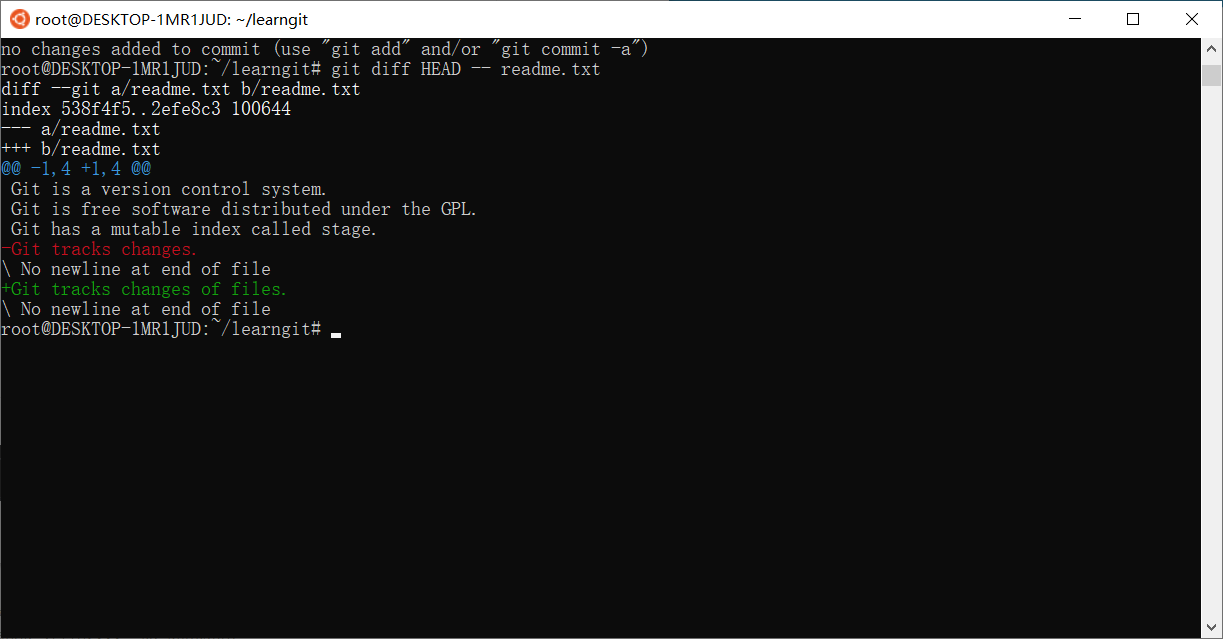 root@DESKTOP-1MR1JUD: ~/learngit
no changes added to commit (use "git add" and/or "git commit -a")
root@DESKTOP-1MR1JUD:~/learngit# git diff HEAD -- readme.txt
diff --git a/readme.txt b/readme.txt
index 538f4f5..2efe8c3 100644
--- a/readme.txt
+++ b/readme.txt
@@ -1,4 +1,4 @@
 Git is a version control system.
 Git is free software distributed under the GPL.
 Git has a mutable index called stage.
-Git tracks changes.
\ No newline at end of file
+Git tracks changes of files.
\ No newline at end of file
root@DESKTOP-1MR1JUD:~/learngit#